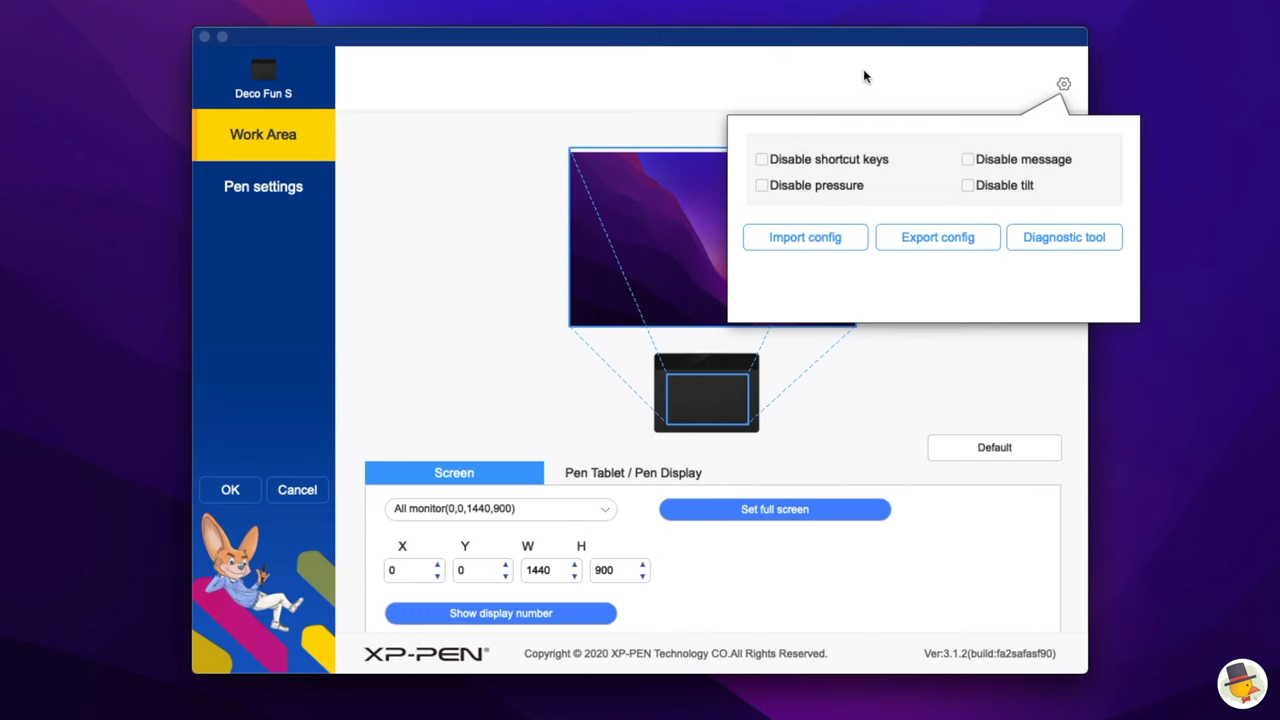 Deco Fun S
Work Area
Pen settings
OK
Cancel
Disable shortcut keys
Disable message
Disable pressure
Disable tilt
Import config
Export config
Diagnostic tool
Default
Screen
Pen Tablet / Pen Display
All monitor(0,0,1440,900)
Set full screen
X Y W H
0 0 1440 900
Show display number
XP-PEN®
Copyright © 2020 XP-PEN Technology CO.All Rights Reserved.
Ver:3.1.2(build:fa2safasf90)